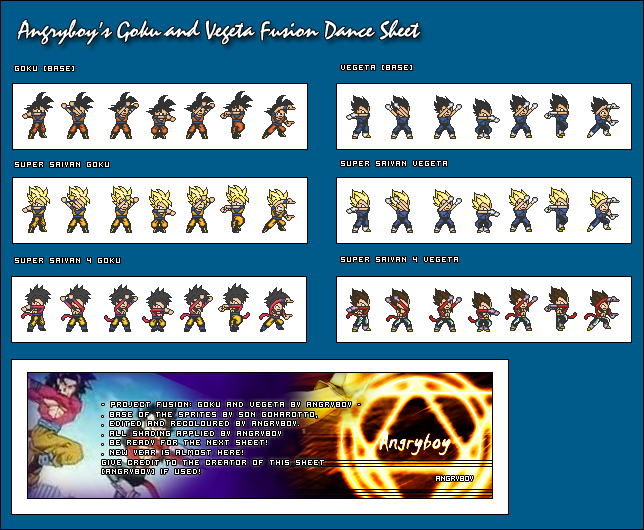 Angryboy's Goku and Vegeta Fusion Dance Sheet
GOKU [BASE]
VEGETA [BASE]
SUPER SAIYAN GOKU
SUPER SAIYAN VEGETA
SUPER SAIYAN 4 GOKU
SUPER SAIYAN 4 VEGETA
- PROJECT FUSION: GOKU AND VEGETA BY ANGRYBOY -
. BASE OF THE SPRITES BY SON GOHAROTTO,
. EDITED AND RECOLOURED BY ANGRYBOY.
. ALL SHADING APPLIED BY ANGRYBOY
. BE READY FOR THE NEXT SHEET!
. NEW YEAR IS ALMOST HERE!
GIVE CREDIT TO THE CREATOR OF THIS SHEET
[ANGRYBOY] IF USED!
Angryboy
ANGRYBOY